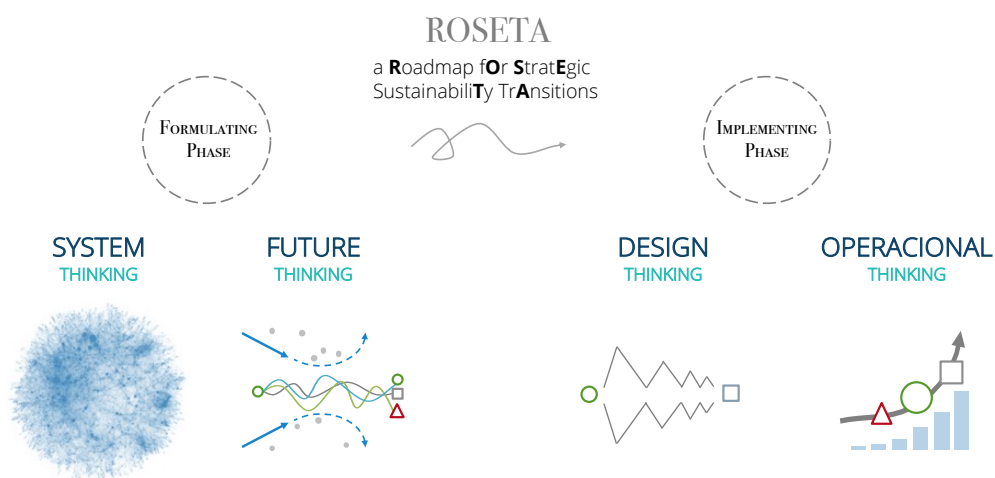 ROSETA
a Roadmap fOr StratEgic
SustainabiliTy TrAnsitions
Formulating
Phase
Implementing
Phase
SYSTEM
THINKING
FUTURE
THINKING
DESIGN
THINKING
OPERACIONAL
THINKING